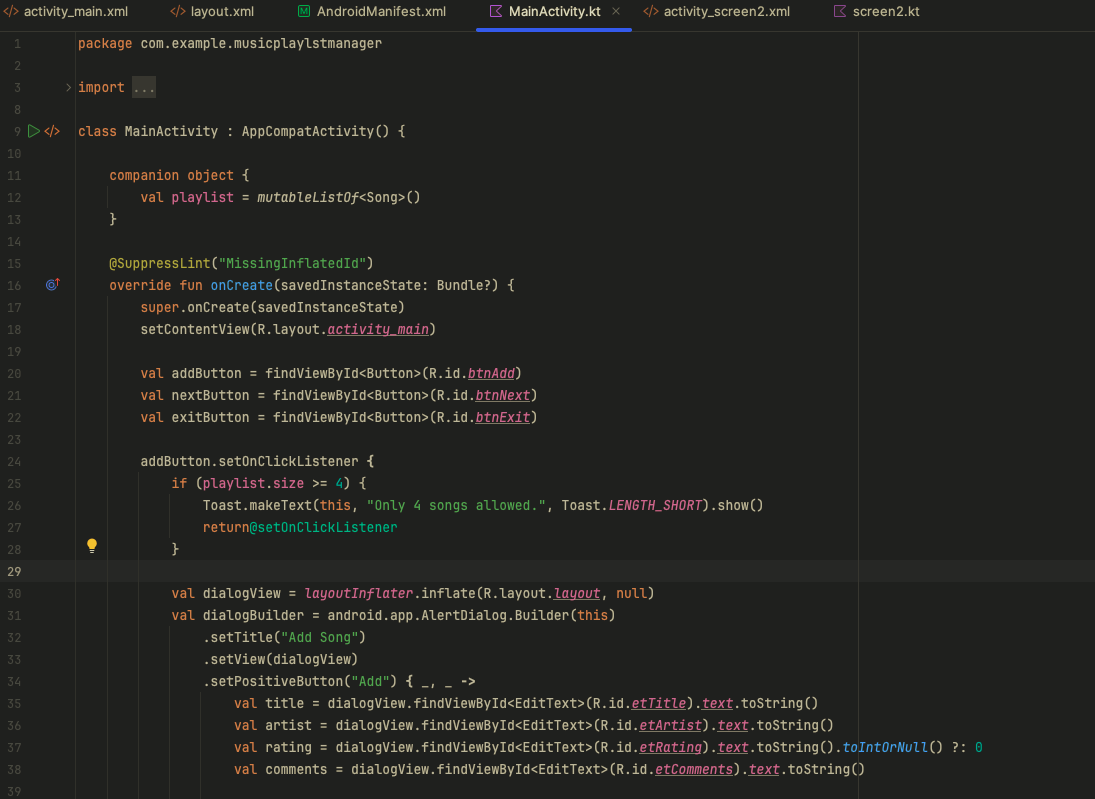 activity_main.xml layout.xml AndroidManifest.xml MainActivity.kt activity_screen2.xml screen2.kt
1 package com.example.musicplaylstmanager
2
3 import ...
8
9 class MainActivity : AppCompatActivity() {
10
11 companion object {
12 val playlist = mutableListOf<Song>()
13 }
14
15 @SuppressLint("MissingInflatedId")
16 override fun onCreate(savedInstanceState: Bundle?) {
17 super.onCreate(savedInstanceState)
18 setContentView(R.layout.activity_main)
19
20 val addButton = findViewById<Button>(R.id.btnAdd)
21 val nextButton = findViewById<Button>(R.id.btnNext)
22 val exitButton = findViewById<Button>(R.id.btnExit)
23
24 addButton.setOnClickListener {
25 if (playlist.size >= 4) {
26 Toast.makeText(this, "Only 4 songs allowed.", Toast.LENGTH_SHORT).show()
27 return@setOnClickListener
28 }
29
30 val dialogView = layoutInflater.inflate(R.layout.layout, null)
31 val dialogBuilder = android.app.AlertDialog.Builder(this)
32 .setTitle("Add Song")
33 .setView(dialogView)
34 .setPositiveButton("Add") { _, _ ->
35 val title = dialogView.findViewById<EditText>(R.id.etTitle).text.toString()
36 val artist = dialogView.findViewById<EditText>(R.id.etArtist).text.toString()
37 val rating = dialogView.findViewById<EditText>(R.id.etRating).text.toString().toIntOrNull() ?: 0
38 val comments = dialogView.findViewById<EditText>(R.id.etComments).text.toString()
39